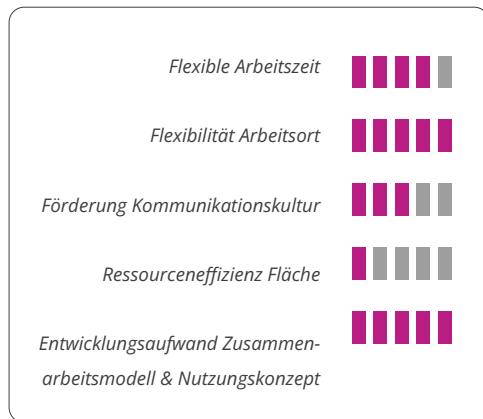 Flexible Arbeitszeit
Flexibilität Arbeitsort
Förderung Kommunikationskultur
Ressourceneffizienz Fläche
Entwicklungsaufwand Zusammen-
arbeitsmodell & Nutzungskonzept